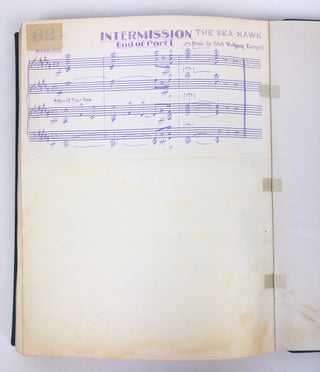 82
INTERMISSION THE SEA HAWK
End of Part I Music by Erich Wolfgang Korngold